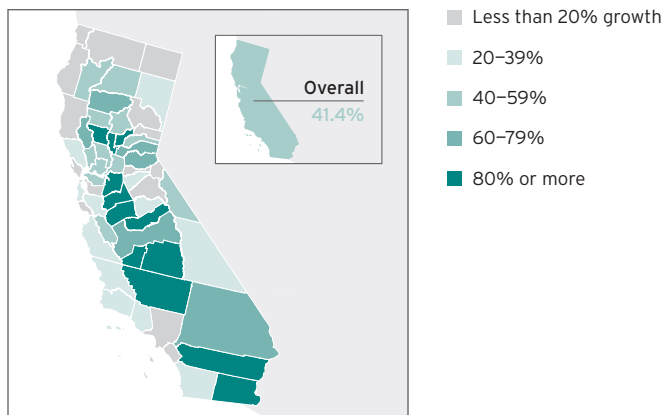 Less than 20% growth
20–39%
40–59%
60–79%
80% or more
Overall
41.4%